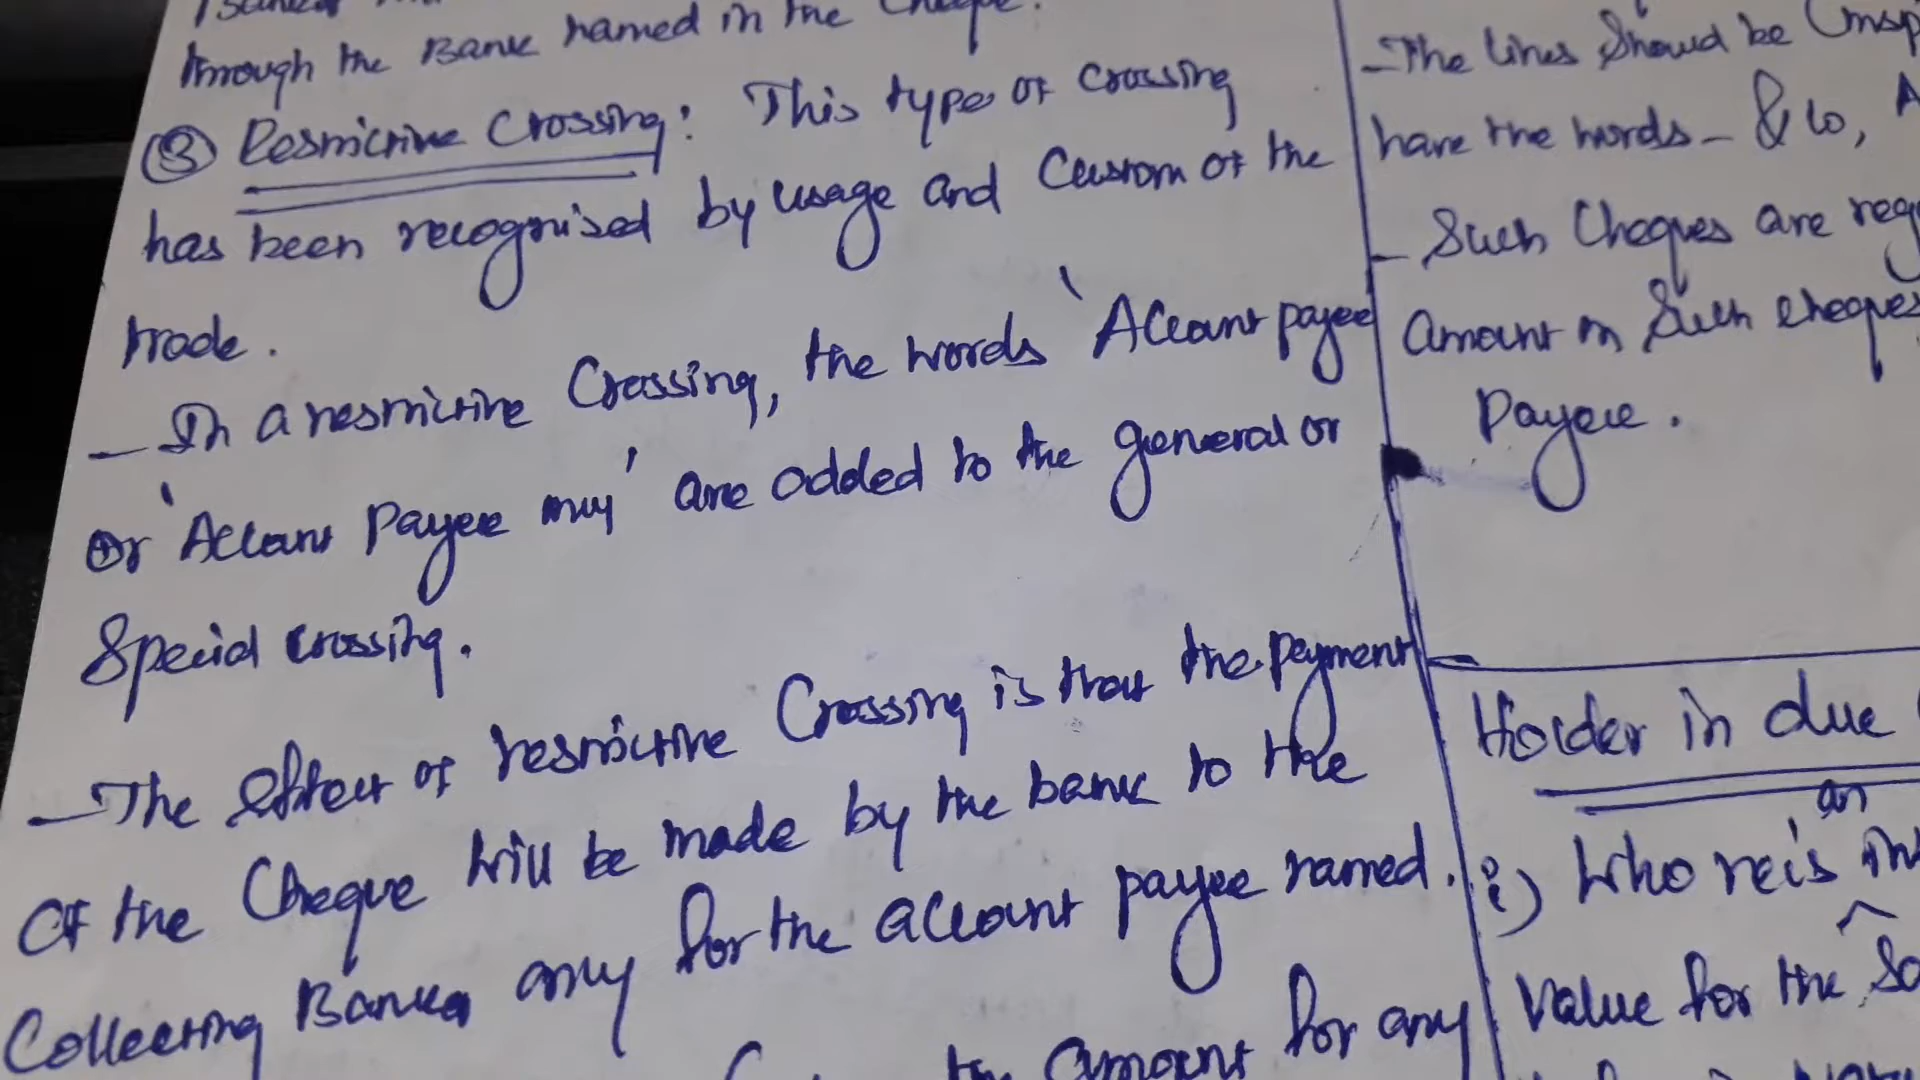 through the Bank named in the Cheque.
③ Restrictive Crossing: This type of crossing
has been recognised by usage and Custom of the
trade.
- In a restrictive Crossing, the words 'Account payee
or 'Account Payee only' are added to the general or
Special crossing.
- The effect of restrictive Crossing is that the payment
of the Cheque will be made by the bank to the
Collecting Banker only for the account payee named.
the amount for any
- The lines Should be
have the words - & Co,
- Such Cheques are
amount on Such cheques
Payee.
Holder in due
an
i) Who is
Value for the